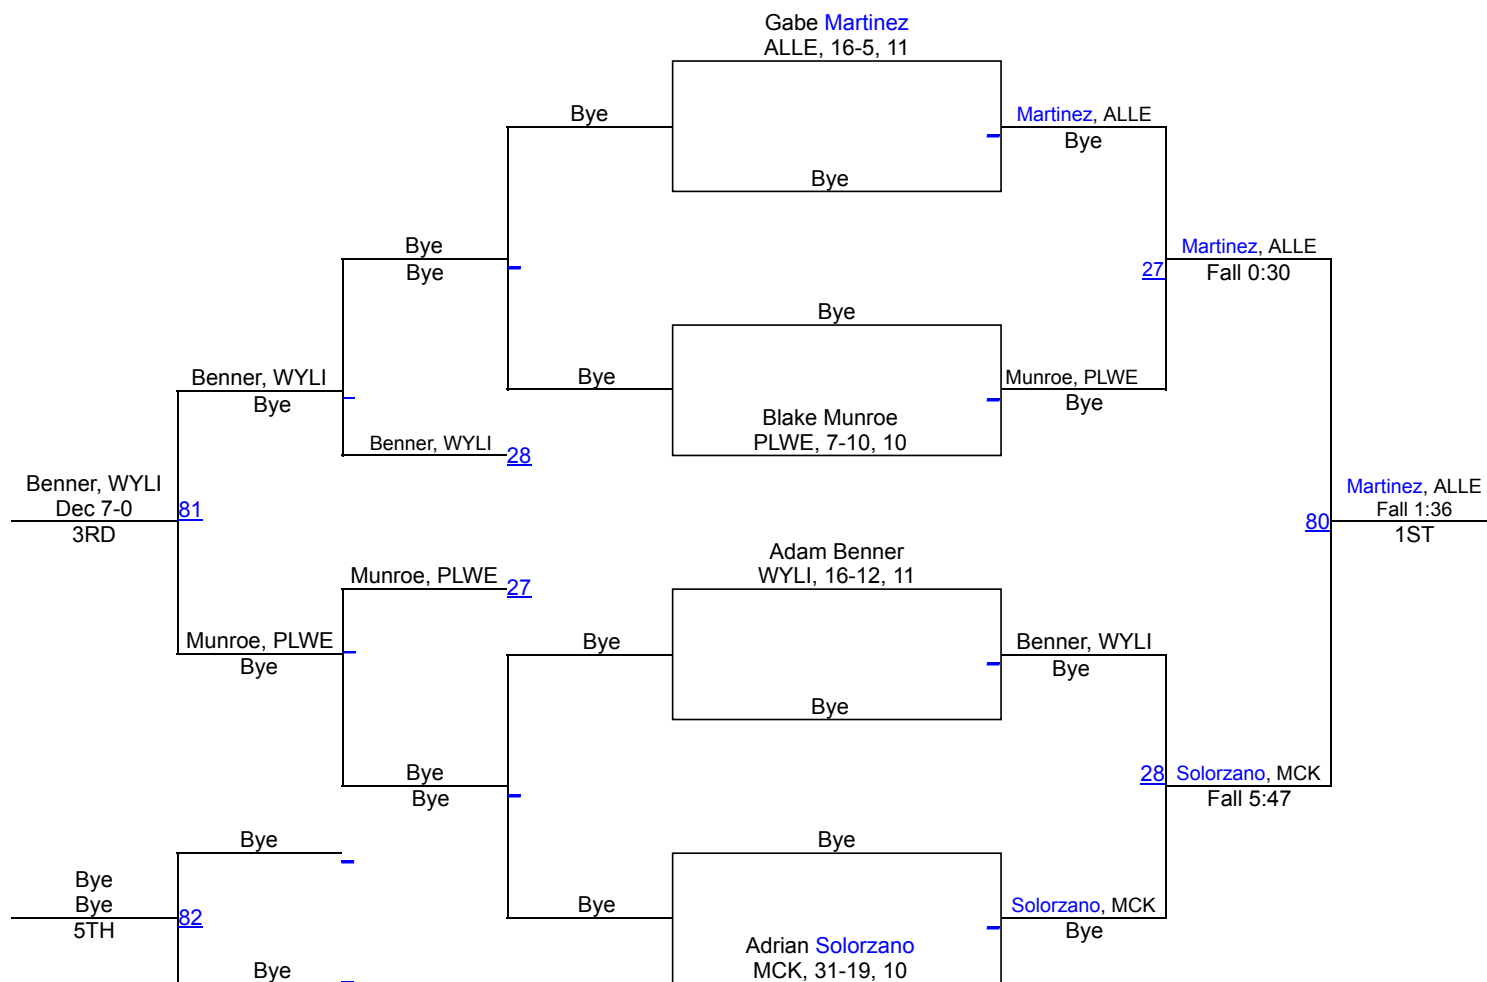 Gabe Martinez
ALLE, 16-5, 11
Bye
Martinez, ALLE
Bye
Bye
Bye
Bye
Martinez, ALLE
27
Fall 0:30
Bye
Bye
Munroe, PLWE
Bye
Blake Munroe
PLWE, 7-10, 10
Benner, WYLI
Bye
Benner, WYLI
28
Benner, WYLI
Dec 7-0
3RD
81
Martinez, ALLE
Fall 1:36
1ST
80
Adam Benner
WYLI, 16-12, 11
Munroe, PLWE
27
Munroe, PLWE
Bye
Bye
Benner, WYLI
Bye
Bye
Bye
Bye
28
Solorzano, MCK
Fall 5:47
Bye
Bye
Bye
Bye
5TH
82
Bye
Solorzano, MCK
Bye
Adrian Solorzano
MCK, 31-19, 10
Bye